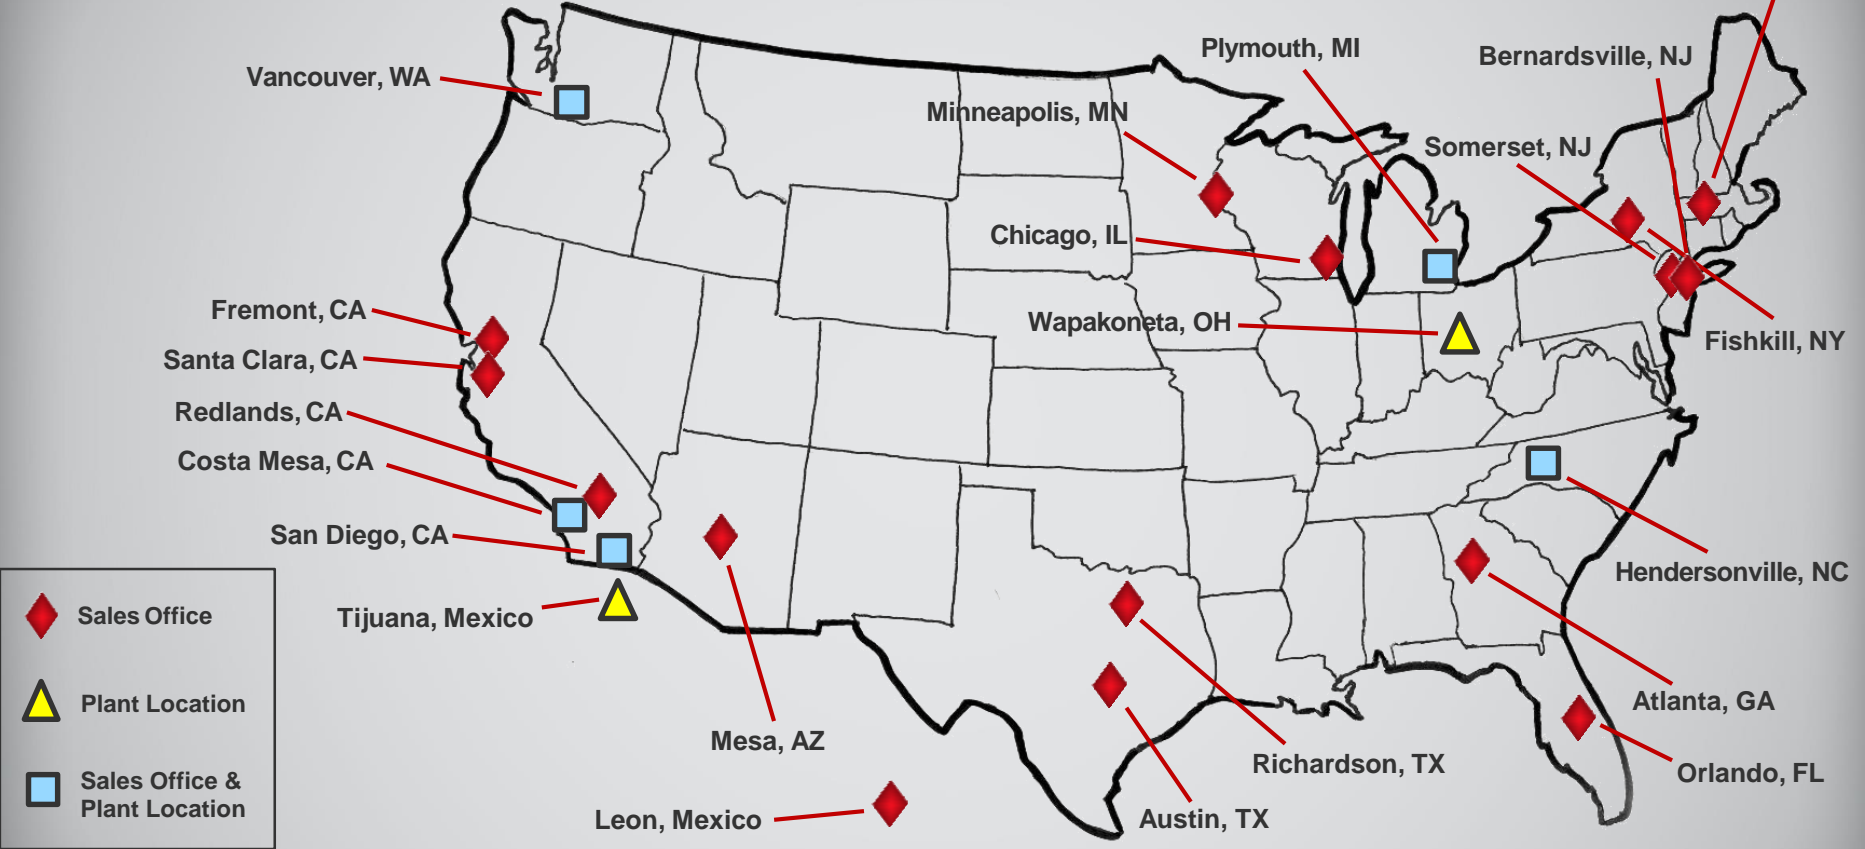 Plymouth, MI
Bernardsville, NJ
Vancouver, WA
Minneapolis, MN
Somerset, NJ
Chicago, IL
Fremont, CA
Wapakoneta, OH
Fishkill, NY
Santa Clara, CA
Redlands, CA
Costa Mesa, CA
San Diego, CA
Hendersonville, NC
Tijuana, Mexico
Atlanta, GA
Mesa, AZ
Richardson, TX
Orlando, FL
Leon, Mexico
Austin, TX
Sales Office
Plant Location
Sales Office &
Plant Location